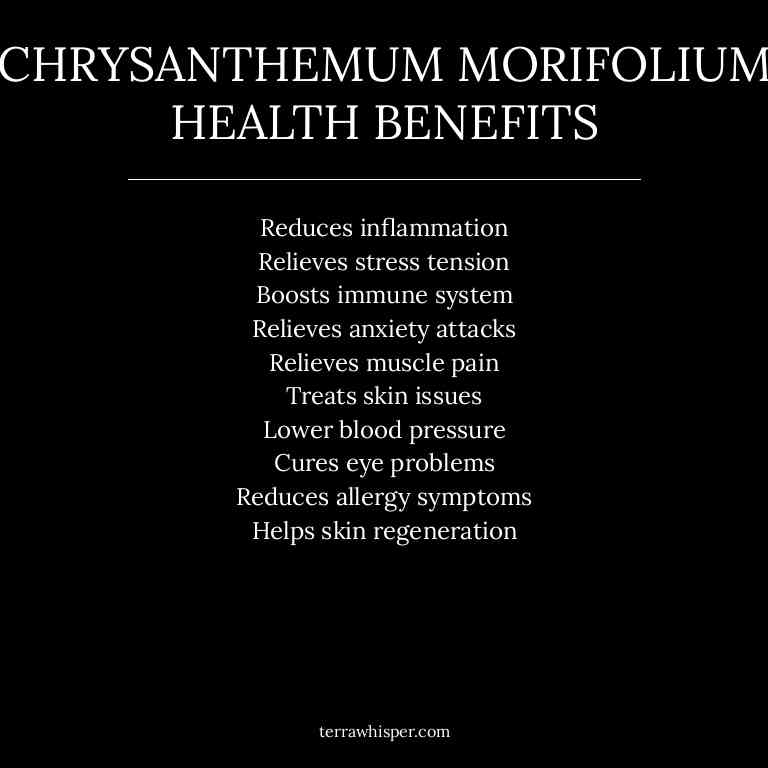 CHRYSANTHEMUM MORIFOLIUM
HEALTH BENEFITS
Reduces inflammation
Relieves stress tension
Boosts immune system
Relieves anxiety attacks
Relieves muscle pain
Treats skin issues
Lower blood pressure
Cures eye problems
Reduces allergy symptoms
Helps skin regeneration
terrawhisper.com